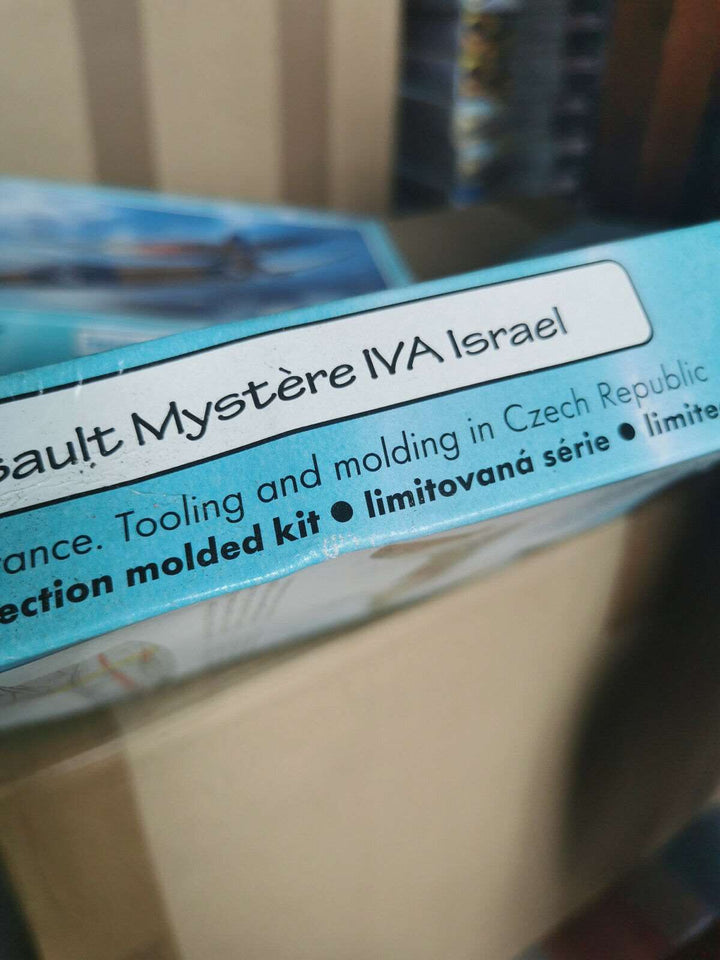 sault Mystère IVA Israel
rance. Tooling and molding in Czech Republic
ection molded kit ● limitovaná série ● limite